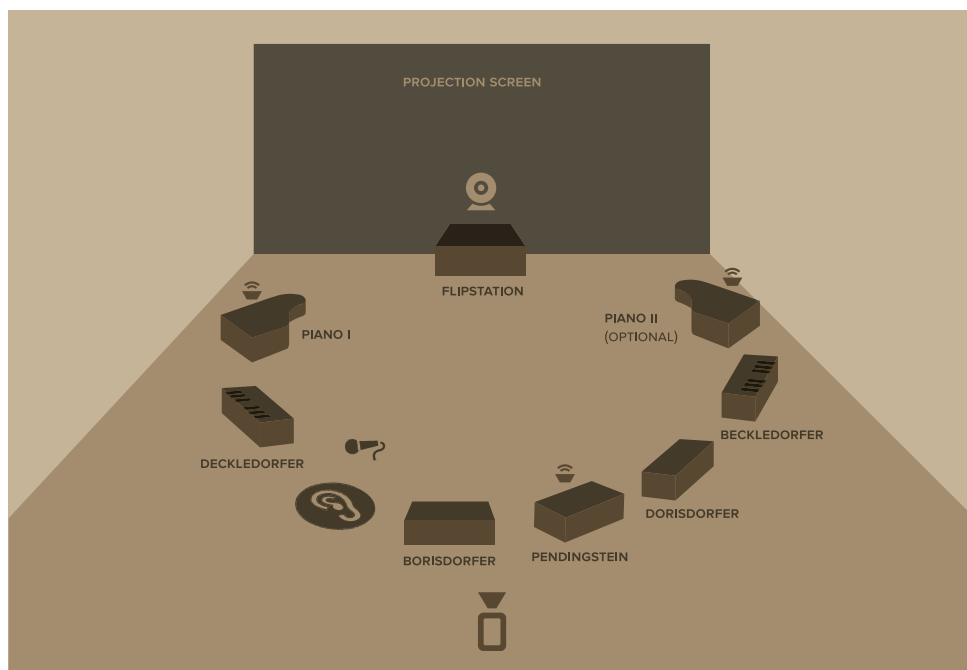 PROJECTION SCREEN
FLIPSTATION
PIANO I
PIANO II
(OPTIONAL)
BECKLEDORFER
DECKLEDORFER
DORISDORFER
BORISDORFER
PENDINGSTEIN